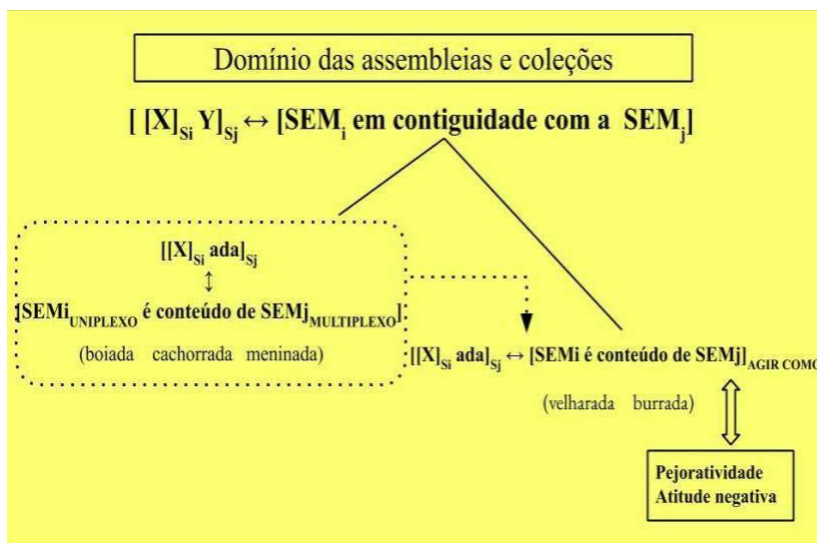 Domínio das assembleias e coleções
[ [X]Si Y]Sj ↔ [SEMi em contiguidade com a SEMj]
[[X]Si ada]Sj
↕
[SEMiUNIPLEXO é conteúdo de SEMjMULTIPLEXO]
(boiada cachorrada meninada)
[[X]Si ada]Sj ↔ [SEMi é conteúdo de SEMj]AGIR COMO
(velharada burrada)
Pejoratividade
Atitude negativa